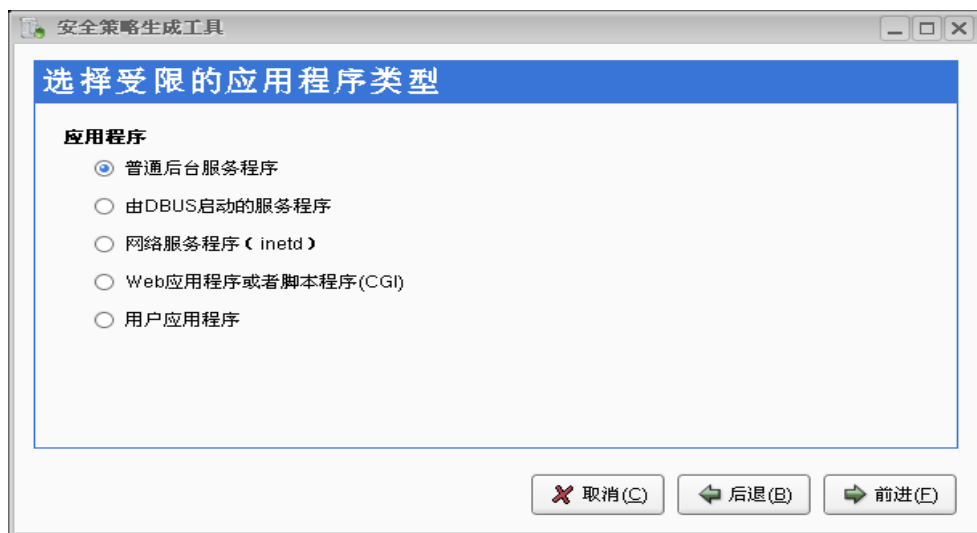 安全策略生成工具
选择受限的应用程序类型
应用程序
普通后台服务程序
由DBUS启动的服务程序
网络服务程序（inetd）
Web应用程序或者脚本程序(CGI)
用户应用程序
取消(C) 后退(B) 前进(F)